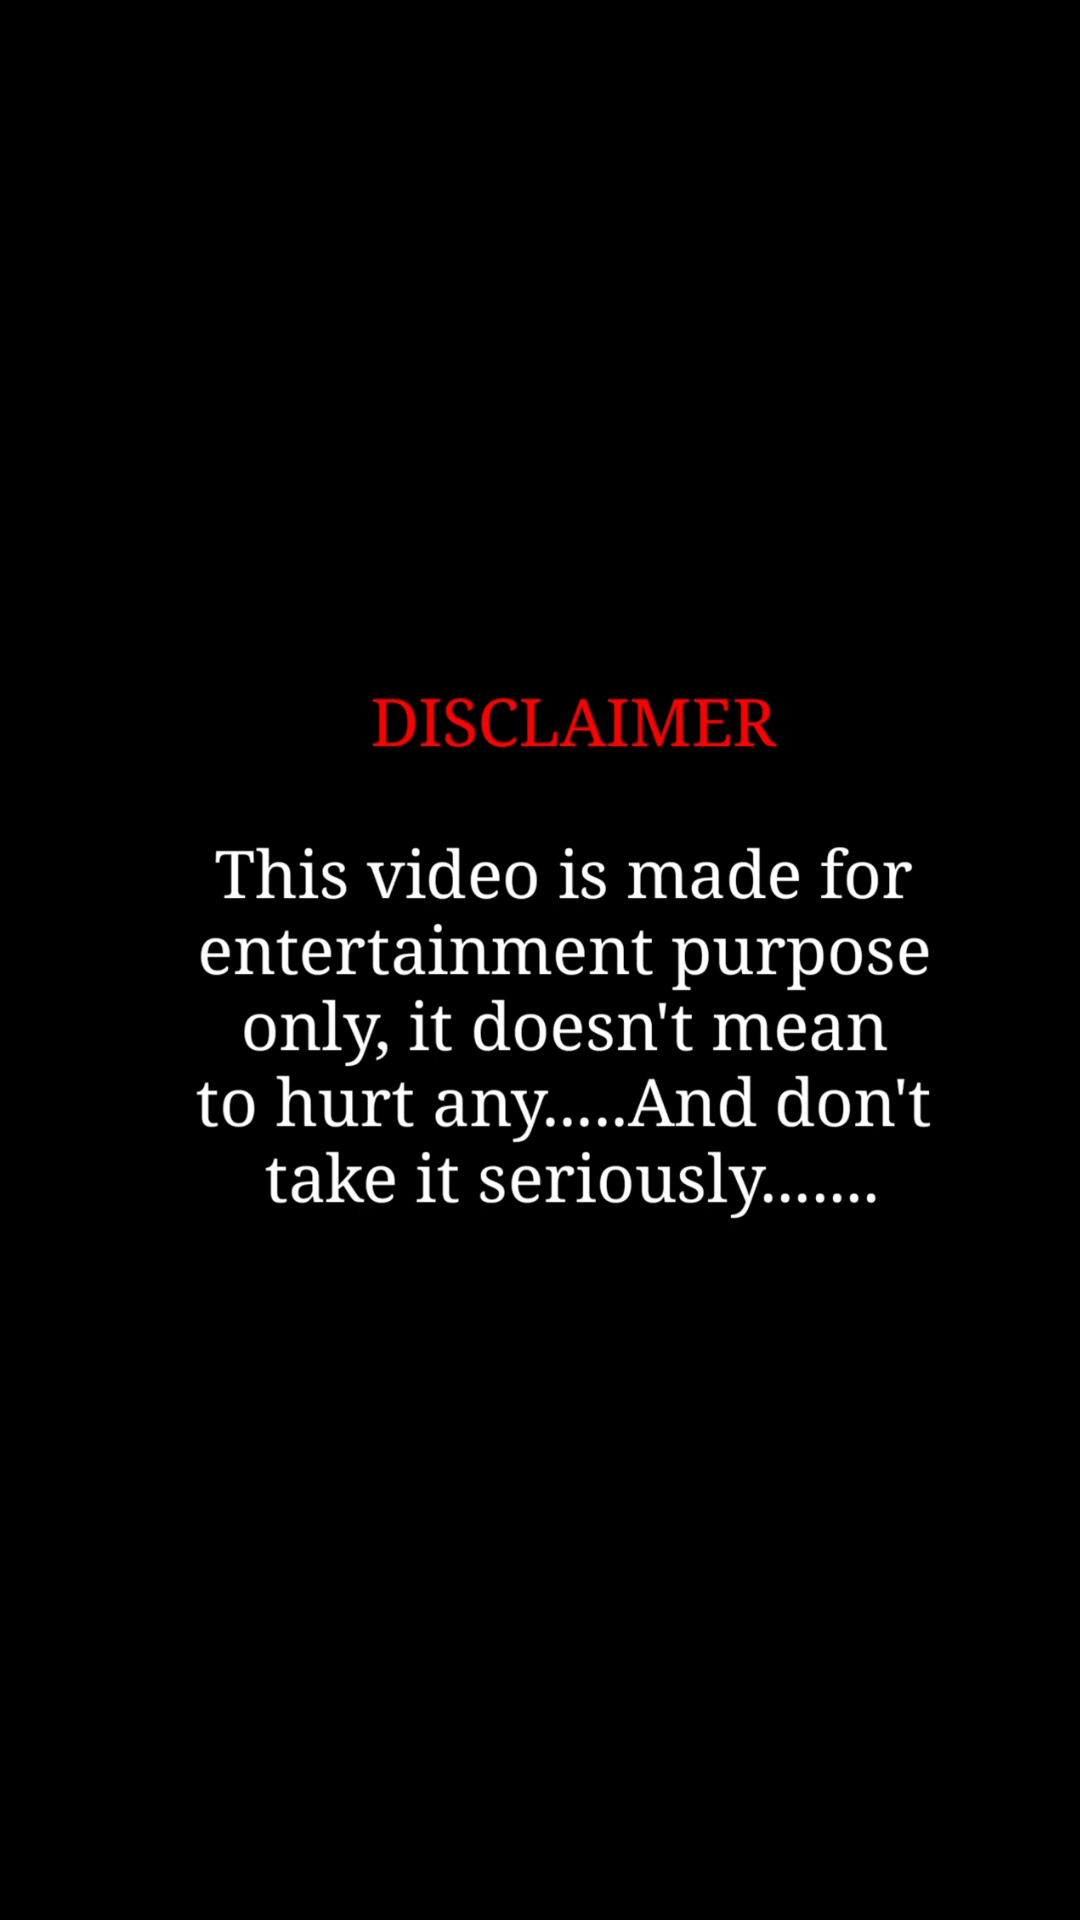 DISCLAIMER
This video is made for
entertainment purpose
only, it doesn't mean
to hurt any.....And don't
take it seriously.......